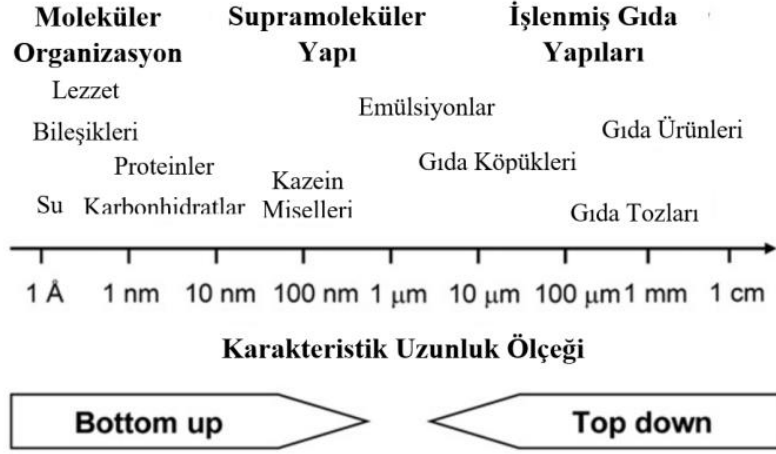 Moleküler
Organizasyon
Supramoleküler
Yapı
İşlenmiş Gıda
Yapıları
Lezzet
Bileşikleri
Emülsiyonlar
Gıda Ürünleri
Proteinler
Gıda Köpükleri
Su
Karbonhidratlar
Kazein
Miselleri
Gıda Tozları
1 Å 1 nm 10 nm 100 nm 1 μm 10 μm 100 μm 1 mm 1 cm
Karakteristik Uzunluk Ölçeği
Bottom up
Top down